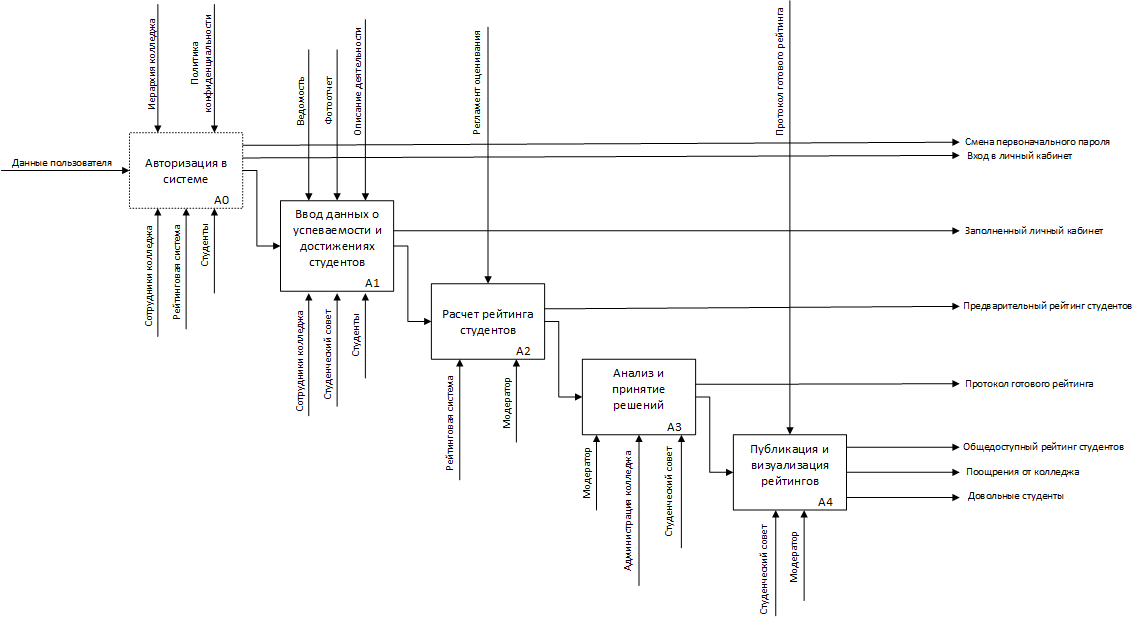 Иерархия колледжа
Политика
конфиденциальности
Ведомость
Фотоотчет
Описание деятельности
Регламент оценивания
Протокол готового рейтинга
Данные пользователя
Авторизация в
системе
A0
Смена первоначального пароля
Вход в личный кабинет
Сотрудники колледжа
Рейтинговая система
Студенты
Ввод данных о
успеваемости и
достижениях
студентов
A1
Заполненный личный кабинет
Сотрудники колледжа
Студенческий совет
Студенты
Расчет рейтинга
студентов
A2
Предварительный рейтинг студентов
Рейтинговая система
Модератор
Анализ и
принятие
решений
A3
Протокол готового рейтинга
Модератор
Администрация колледжа
Студенческий совет
Публикация и
визуализация
рейтингов
A4
Общедоступный рейтинг студентов
Поощрения от колледжа
Довольные студенты
Студенческий совет
Модератор